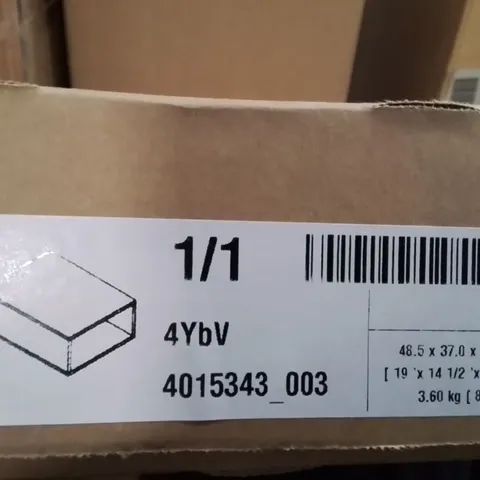 1/1
4YbV
4015343_003
48.5 x 37.0 x
[ 19 'x 14 1/2 'x
3.60 kg [ 8